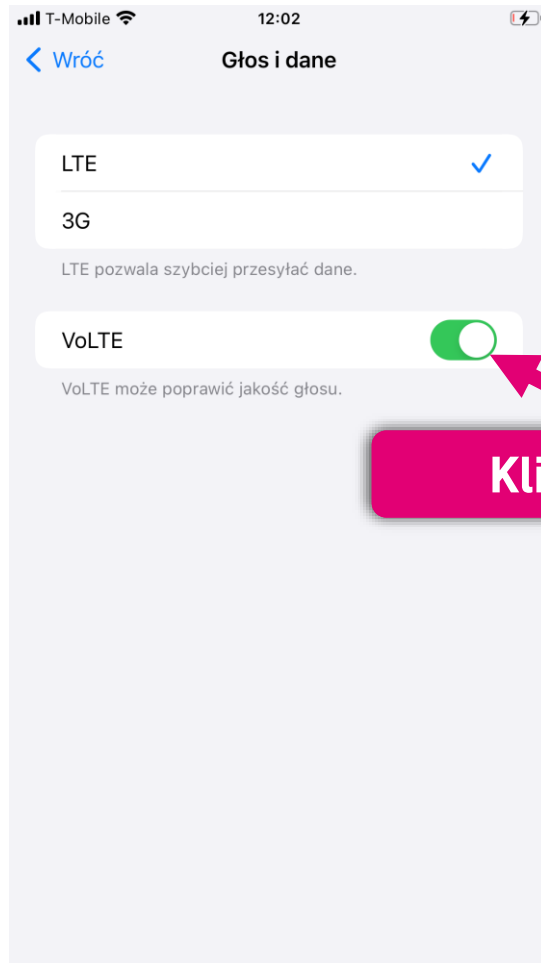 T-Mobile 12:02
Wróć Głos i dane
LTE
3G
LTE pozwala szybciej przesyłać dane.
VoLTE
VoLTE może poprawić jakość głosu.
Kli